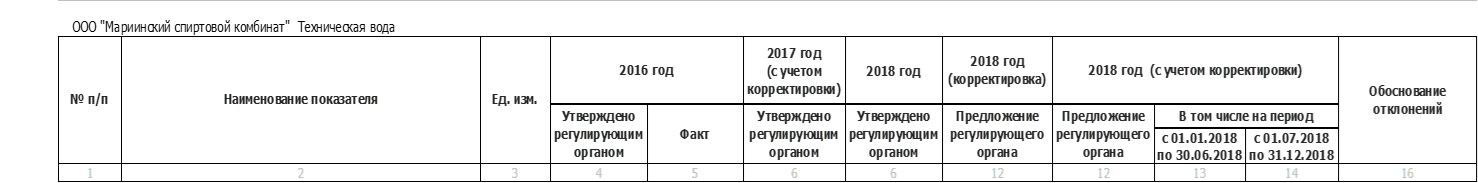 ООО "Мариинский спиртовой комбинат" Техническая вода
№ п/п
Наименование показателя
Ед. изм.
2016 год
2017 год
(с учетом
корректировки)
2018 год
2018 год
(корректировка)
2018 год (с учетом корректировки)
Обоснование
отклонений
Утверждено
регулирующим
органом
Факт
Утверждено
регулирующим
органом
Утверждено
регулирующим
органом
Предложение
регулирующего
органа
Предложение
регулирующего
органа
В том числе на период
с 01.01.2018
по 30.06.2018
с 01.07.2018
по 31.12.2018
1 2 3 4 5 6 6 12 12 13 14 16